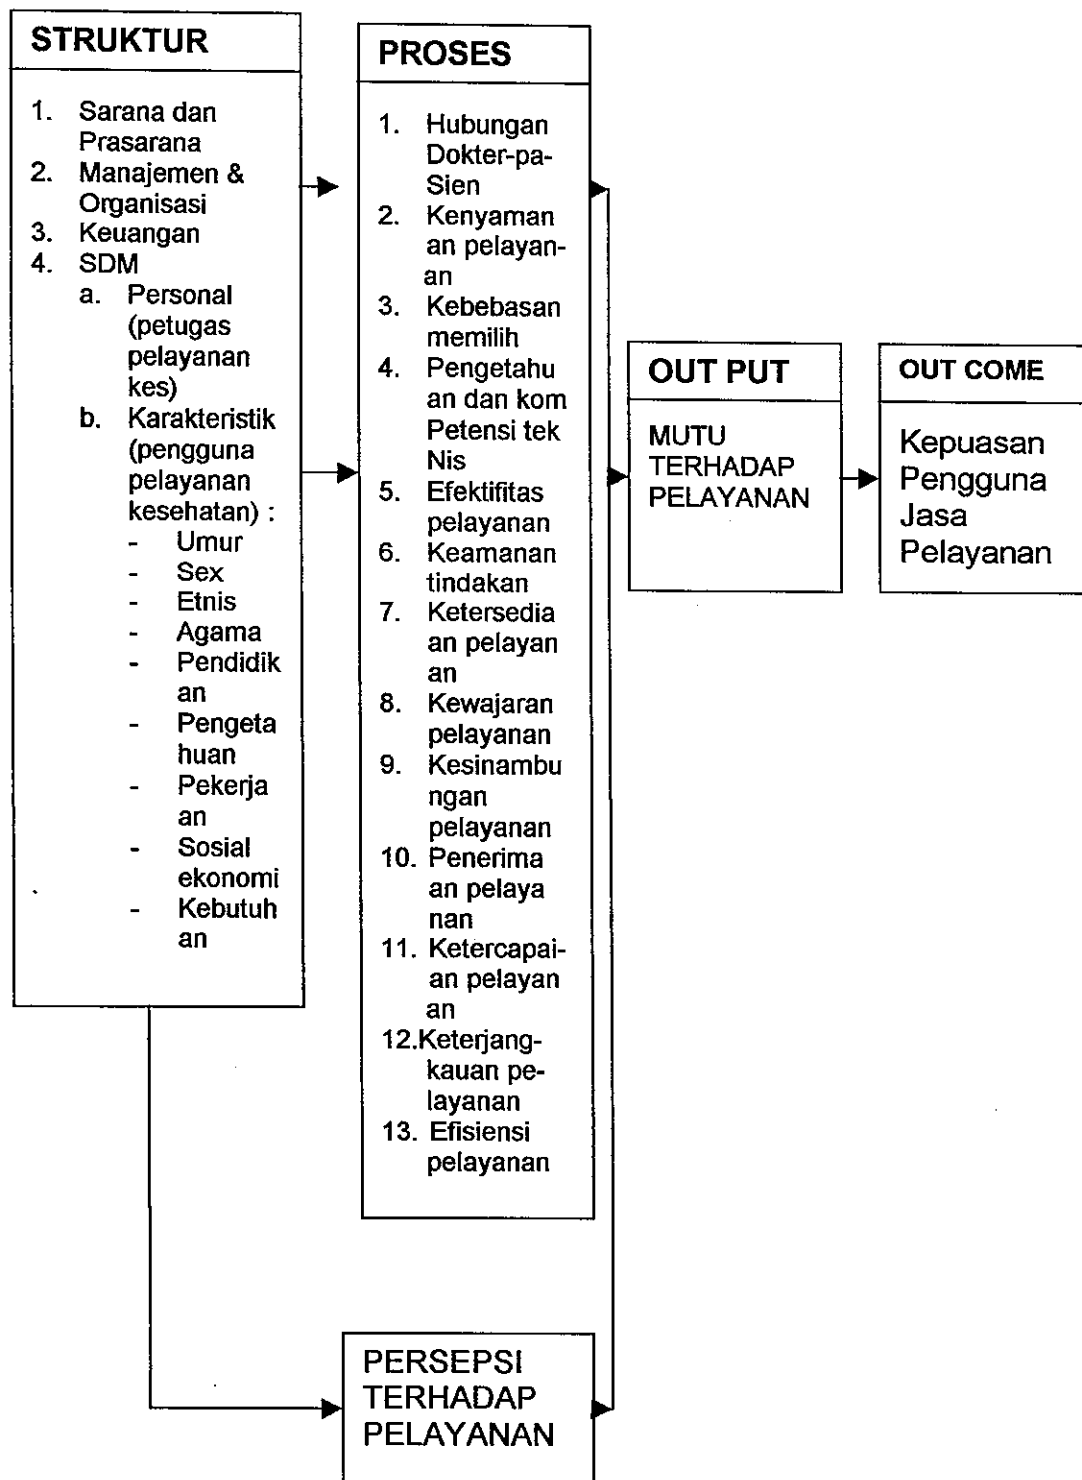 STRUKTUR
1. Sarana dan
Prasarana
2. Manajemen &
Organisasi
3. Keuangan
4. SDM
a. Personal
(petugas
pelayanan
kes)
b. Karakteristik
(pengguna
pelayanan
kesehatan) :
- Umur
- Sex
- Etnis
- Agama
- Pendidik
an
- Pengeta
huan
- Pekerja
an
- Sosial
ekonomi
- Kebutuh
an
PROSES
1. Hubungan
Dokter-pa-
Sien
2. Kenyaman
an pelayan-
an
3. Kebebasan
memilih
4. Pengetahu
an dan kom
Petensi tek
Nis
5. Efektifitas
pelayanan
6. Keamanan
tindakan
7. Ketersedia
an pelayan
an
8. Kewajaran
pelayanan
9. Kesinambu
ngan
pelayanan
10. Penerima
an pelaya
nan
11. Ketercapai-
an pelayan
an
12.Keterjang-
kauan pe-
layanan
13. Efisiensi
pelayanan
OUT PUT
MUTU
TERHADAP
PELAYANAN
OUT COME
Kepuasan
Pengguna
Jasa
Pelayanan
PERSEPSI
TERHADAP
PELAYANAN